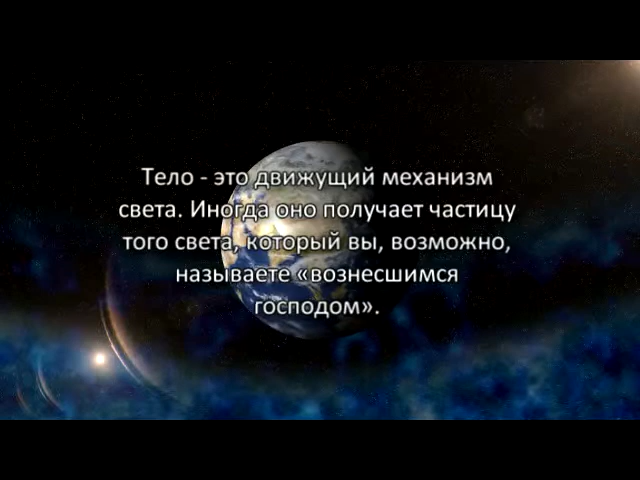 Тело - это движущий механизм
света. Иногда оно получает частицу
того света, который вы, возможно,
называете «вознесшимся
господом».